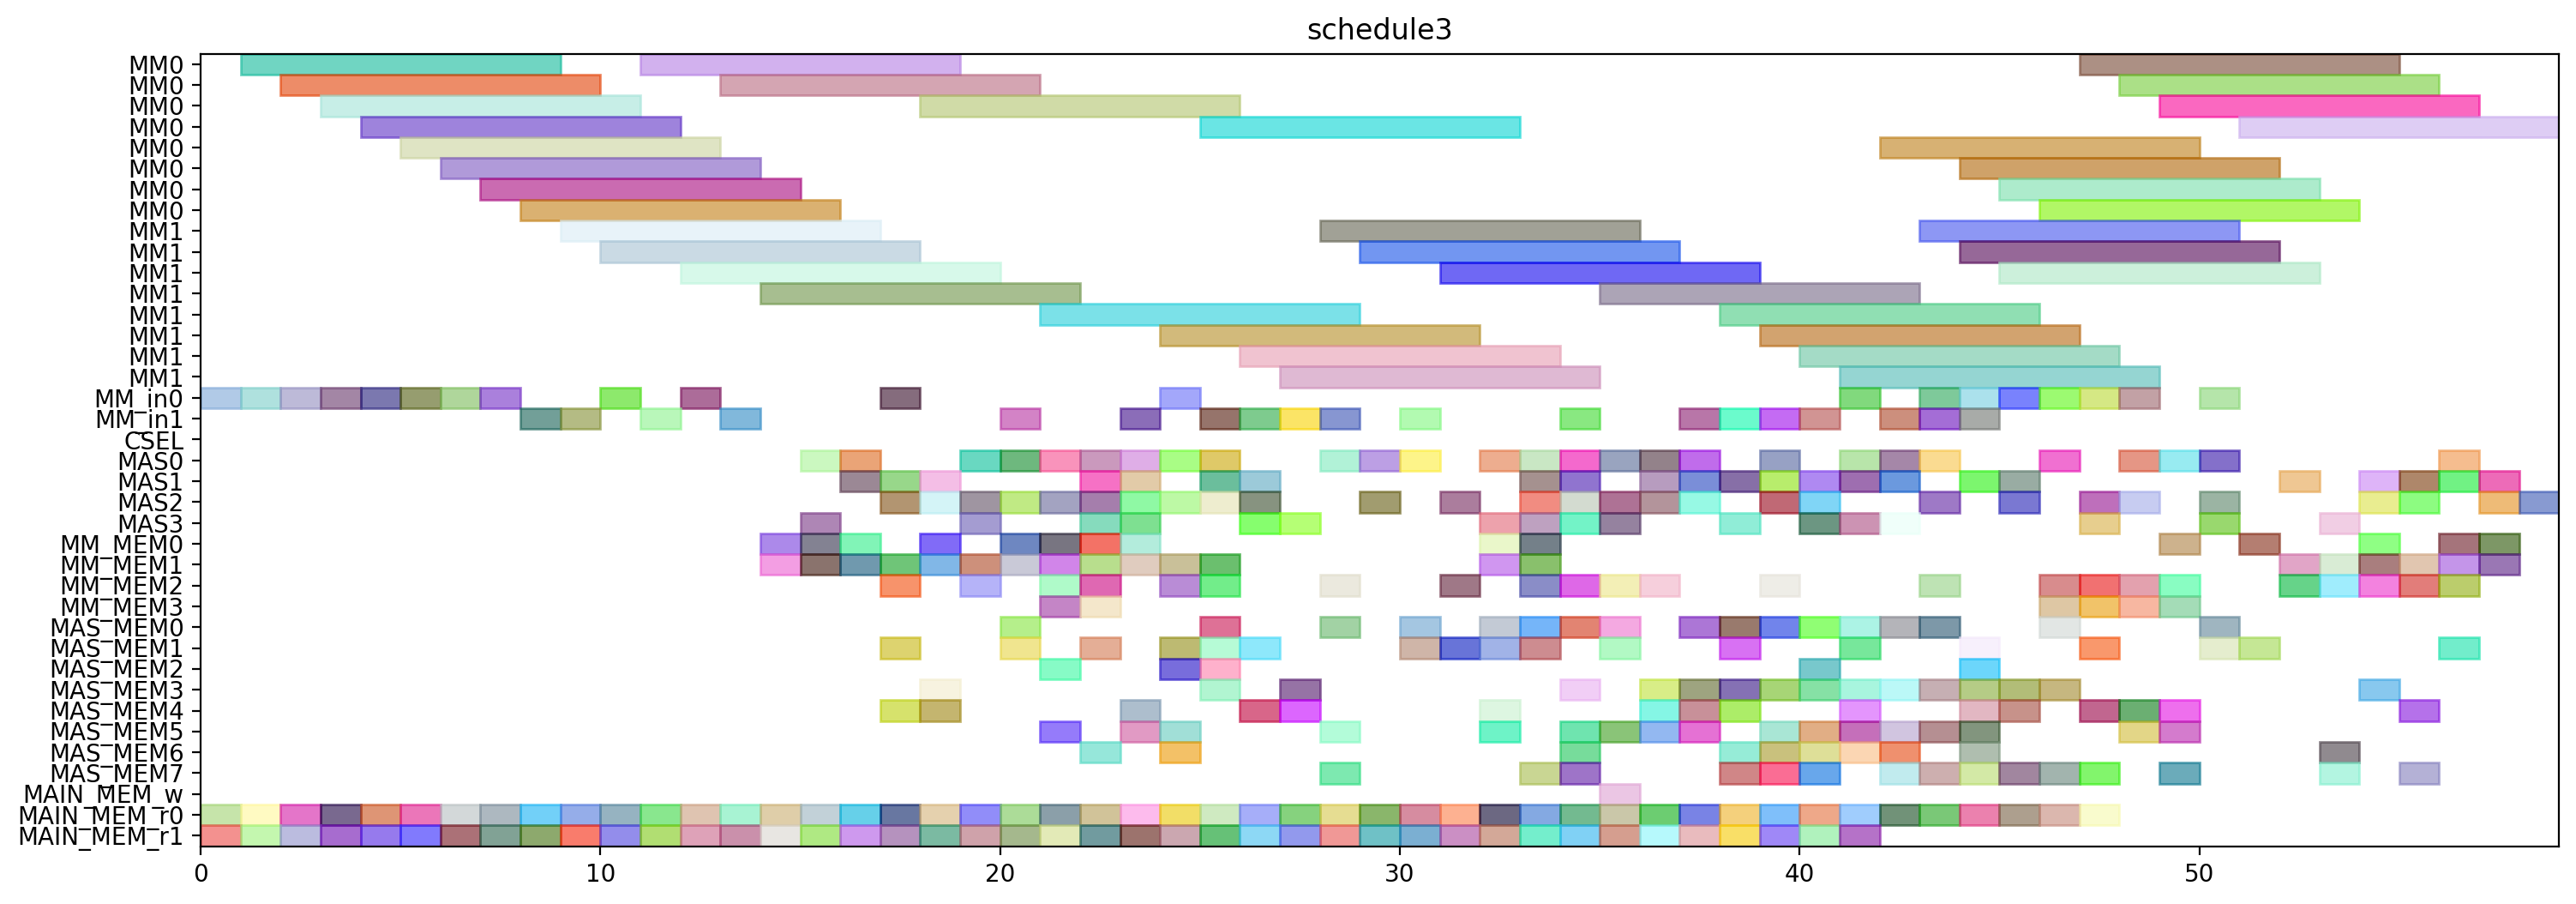 schedule3
MM0
MM0
MM0
MM0
MM0
MM0
MM0
MM0
MM1
MM1
MM1
MM1
MM1
MM1
MM1
MM1
MM_in0
MM_in1
CSEL
MAS0
MAS1
MAS2
MAS3
MM_MEM0
MM_MEM1
MM_MEM2
MM_MEM3
MAS_MEM0
MAS_MEM1
MAS_MEM2
MAS_MEM3
MAS_MEM4
MAS_MEM5
MAS_MEM6
MAS_MEM7
MAIN_MEM_w
MAIN_MEM_r0
MAIN_MEM_r1
0 10 20 30 40 50